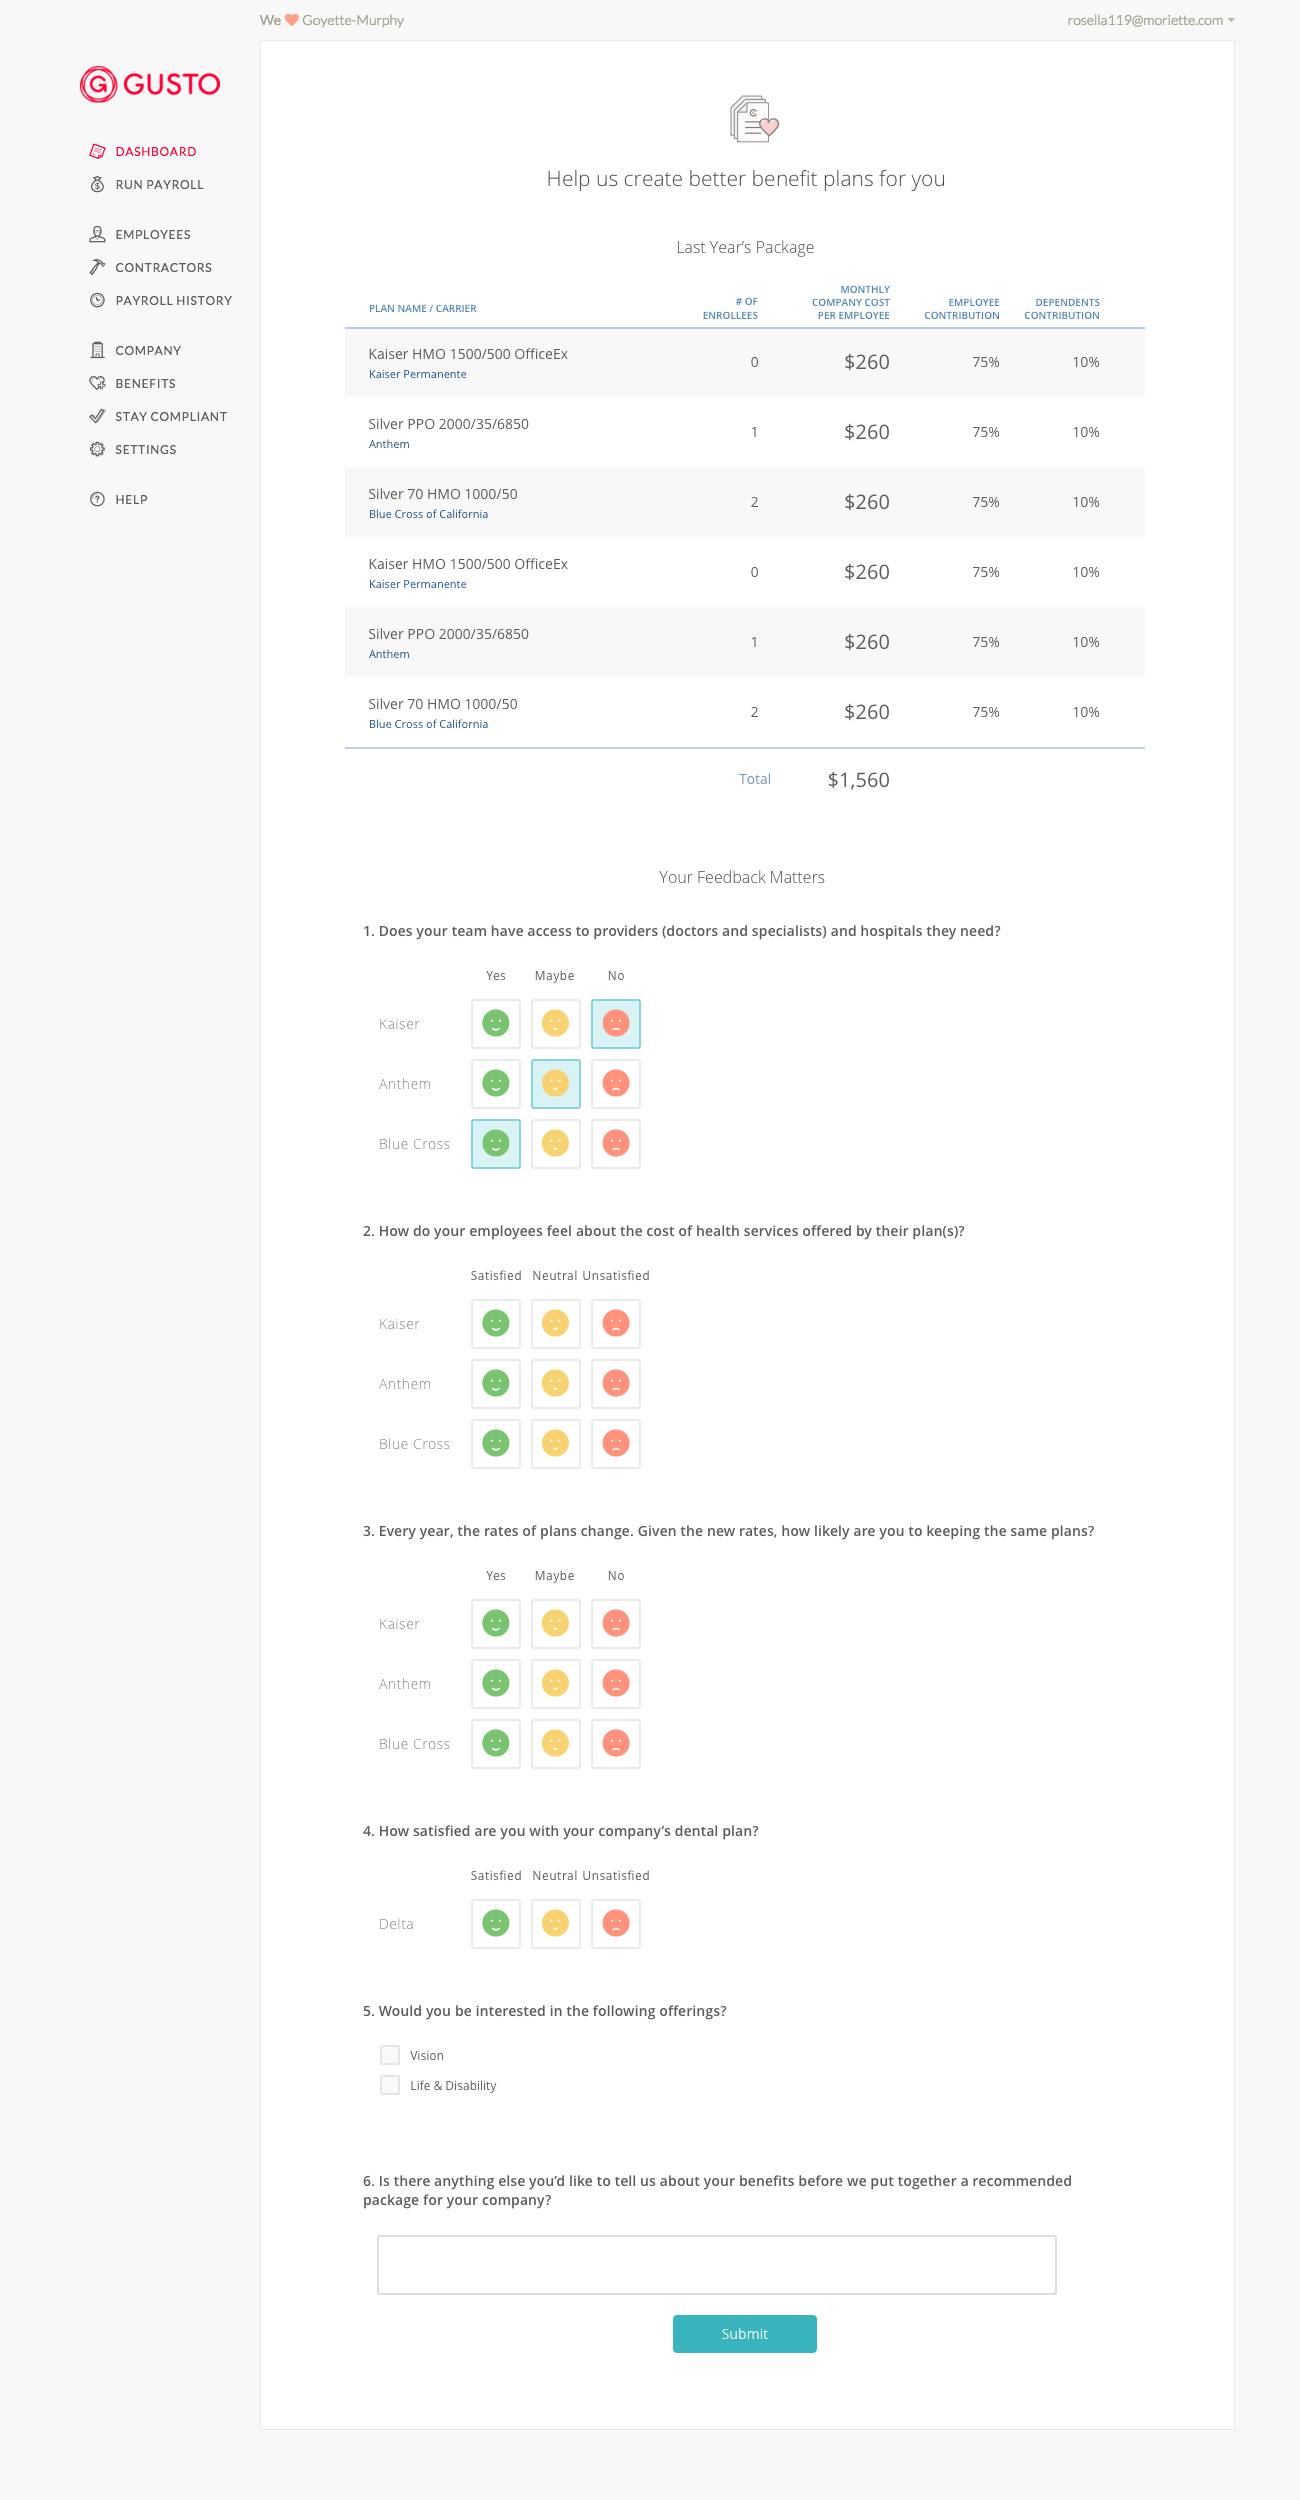 We ❤ Goyette-Murphy
rosella119@moriette.com
GUSTO
DASHBOARD
RUN PAYROLL
EMPLOYEES
CONTRACTORS
PAYROLL HISTORY
COMPANY
BENEFITS
STAY COMPLIANT
SETTINGS
HELP
Help us create better benefit plans for you
Last Year's Package
PLAN NAME / CARRIER
# OF
ENROLLEES
MONTHLY
COMPANY COST
PER EMPLOYEE
EMPLOYEE
CONTRIBUTION
DEPENDENTS
CONTRIBUTION
Kaiser HMO 1500/500 OfficeEx
Kaiser Permanente
0 $260 75% 10%
Silver PPO 2000/35/6850
Anthem
1 $260 75% 10%
Silver 70 HMO 1000/50
Blue Cross of California
2 $260 75% 10%
Kaiser HMO 1500/500 OfficeEx
Kaiser Permanente
0 $260 75% 10%
Silver PPO 2000/35/6850
Anthem
1 $260 75% 10%
Silver 70 HMO 1000/50
Blue Cross of California
2 $260 75% 10%
Total $1,560
Your Feedback Matters
1. Does your team have access to providers (doctors and specialists) and hospitals they need?
Yes Maybe No
Kaiser
Anthem
Blue Cross
2. How do your employees feel about the cost of health services offered by their plan(s)?
Satisfied Neutral Unsatisfied
Kaiser
Anthem
Blue Cross
3. Every year, the rates of plans change. Given the new rates, how likely are you to keeping the same plans?
Yes Maybe No
Kaiser
Anthem
Blue Cross
4. How satisfied are you with your company's dental plan?
Satisfied Neutral Unsatisfied
Delta
5. Would you be interested in the following offerings?
Vision
Life & Disability
6. Is there anything else you'd like to tell us about your benefits before we put together a recommended
package for your company?
Submit